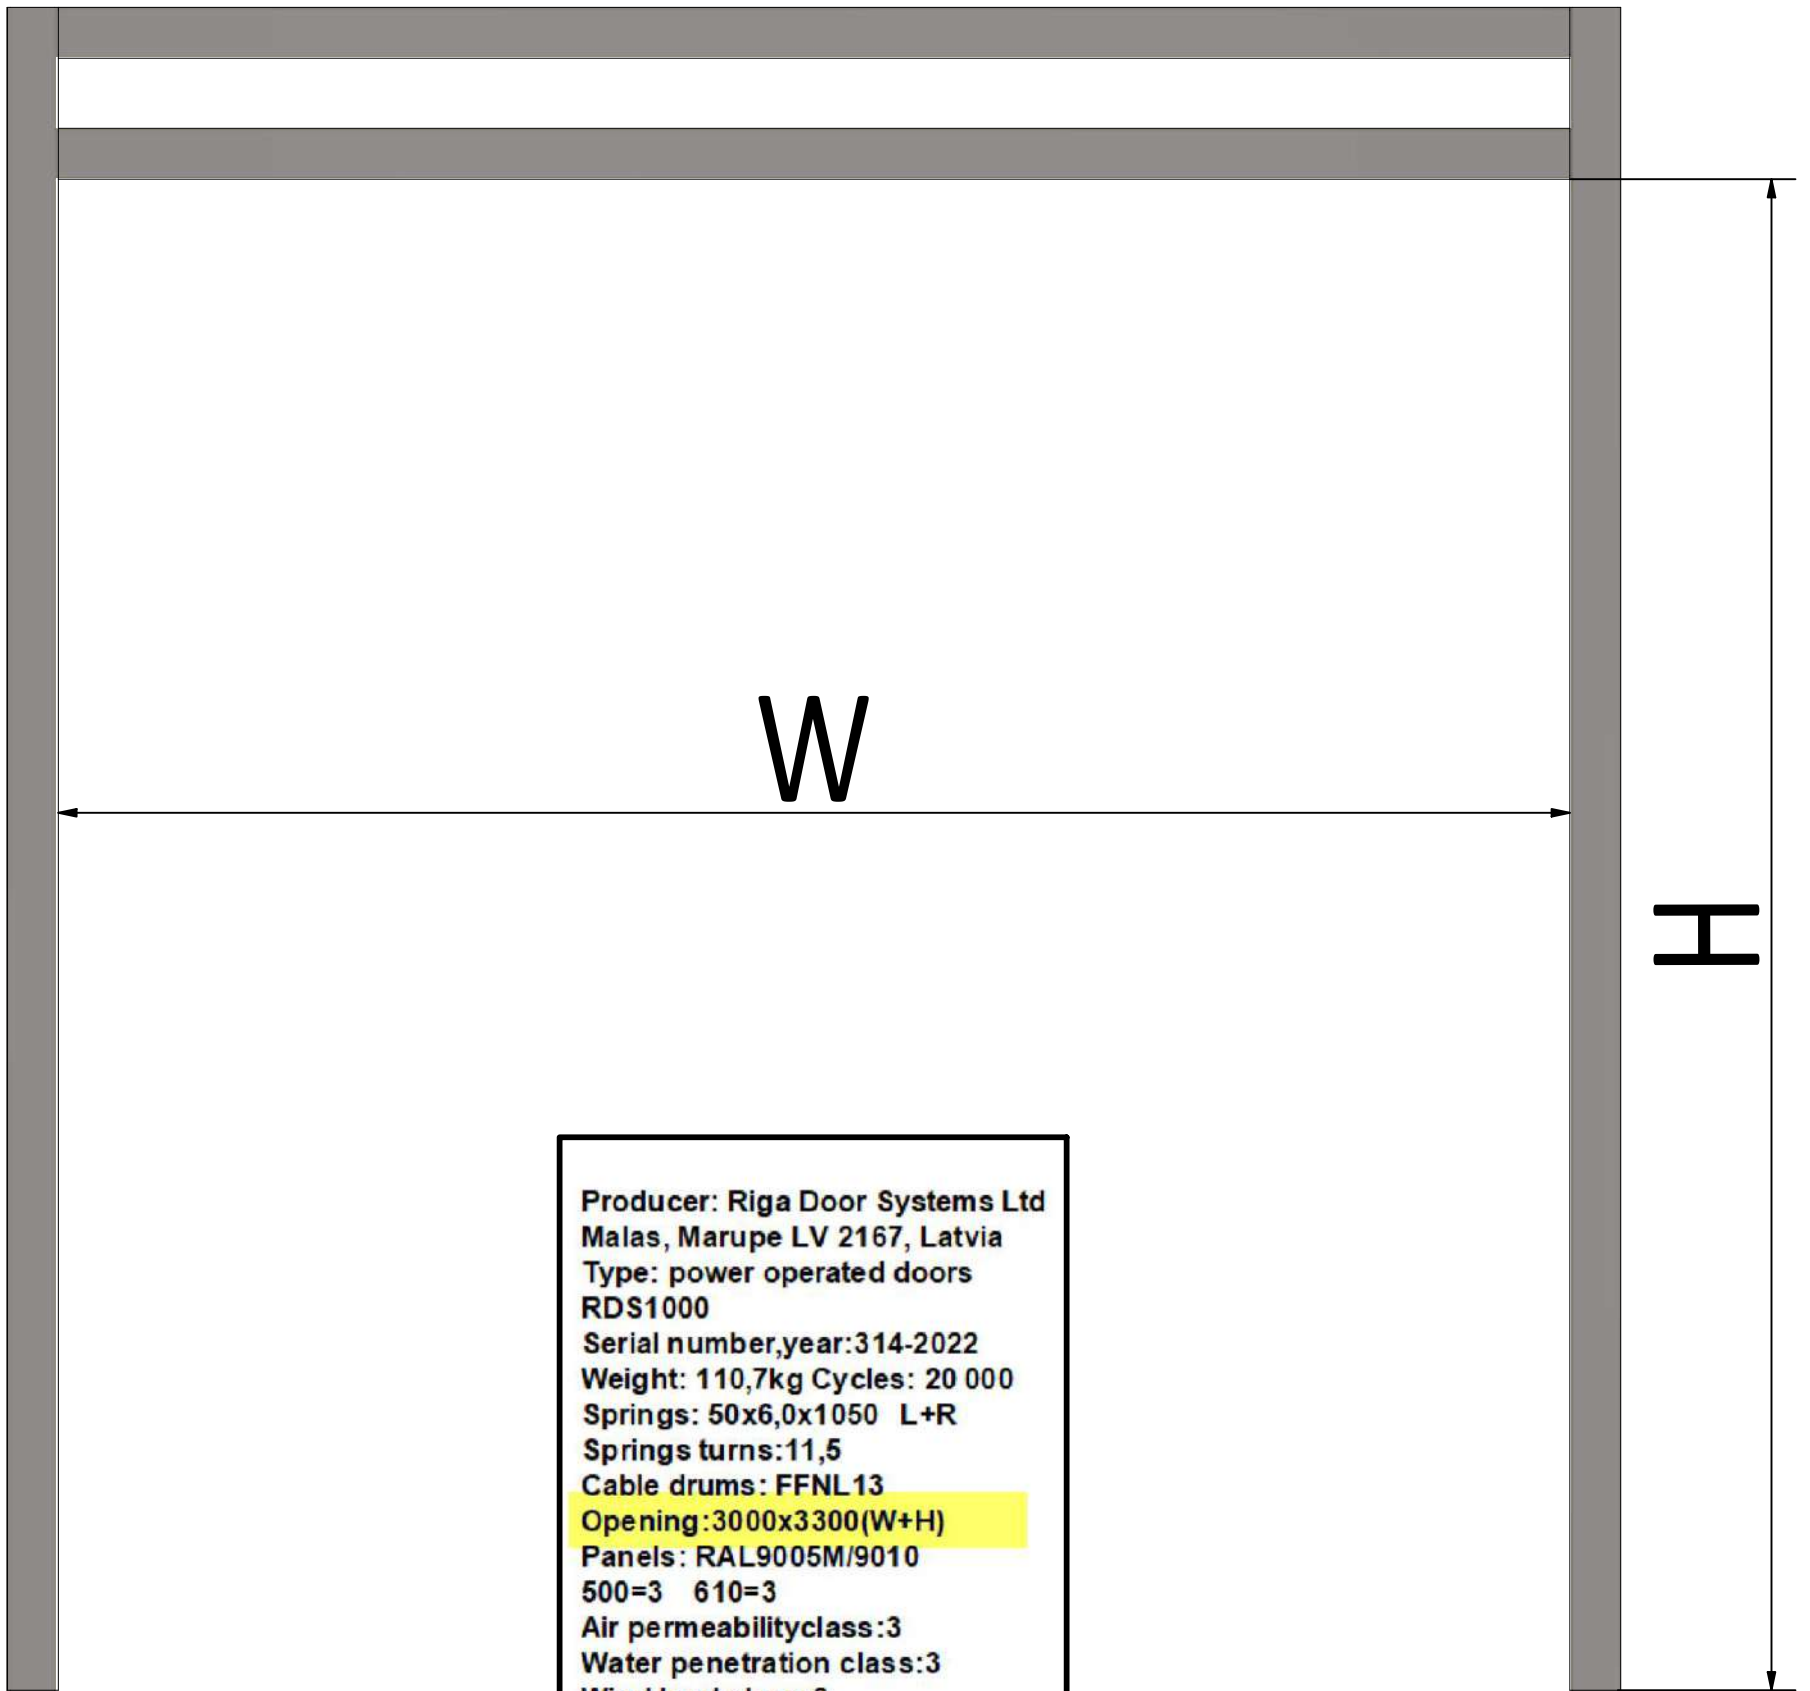 W
H
Producer: Riga Door Systems Ltd
Malas, Marupe LV 2167, Latvia
Type: power operated doors
RDS1000
Serial number,year:314-2022
Weight: 110,7kg Cycles: 20 000
Springs: 50x6,0x1050 L+R
Springs turns:11,5
Cable drums: FFNL13
Opening:3000x3300(W+H)
Panels: RAL9005M/9010
500=3 610=3
Air permeabilityclass:3
Water penetration class:3